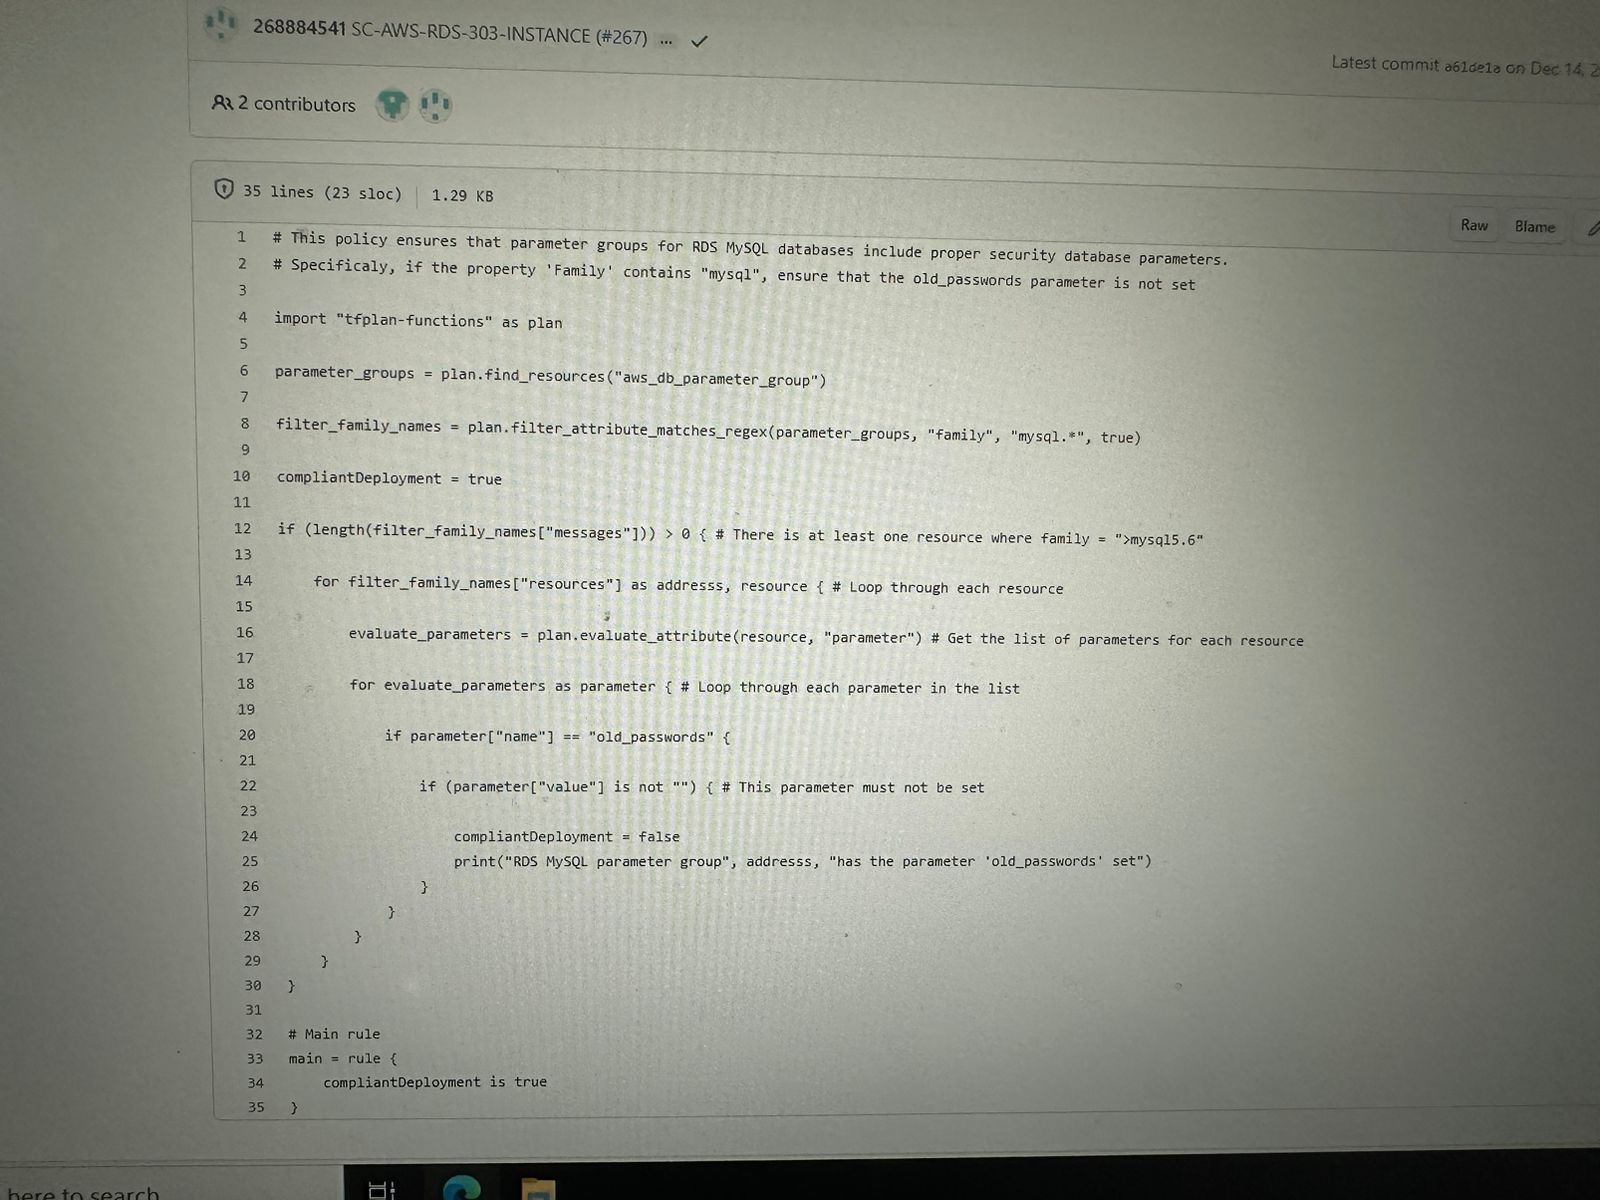 268884541 SC-AWS-RDS-303-INSTANCE (#267) ...
Latest commit a61de1a on Dec 14, 2
2 contributors
35 lines (23 sloc) 1.29 KB
Raw Blame
1 # This policy ensures that parameter groups for RDS MySQL databases include proper security database parameters.
2 # Specificaly, if the property 'Family' contains "mysql", ensure that the old_passwords parameter is not set
3
4 import "tfplan-functions" as plan
5
6 parameter_groups = plan.find_resources("aws_db_parameter_group")
7
8 filter_family_names = plan.filter_attribute_matches_regex(parameter_groups, "family", "mysql.*", true)
9
10 compliantDeployment = true
11
12 if (length(filter_family_names["messages"])) > 0 { # There is at least one resource where family = ">mysql5.6"
13
14 for filter_family_names["resources"] as addresss, resource { # Loop through each resource
15
16 evaluate_parameters = plan.evaluate_attribute(resource, "parameter") # Get the list of parameters for each resource
17
18 for evaluate_parameters as parameter { # Loop through each parameter in the list
19
20 if parameter["name"] == "old_passwords" {
21
22 if (parameter["value"] is not "") { # This parameter must not be set
23
24 compliantDeployment = false
25 print("RDS MySQL parameter group", addresss, "has the parameter 'old_passwords' set")
26 }
27 }
28 }
29 }
30 }
31
32 # Main rule
33 main = rule {
34 compliantDeployment is true
35 }
here to search